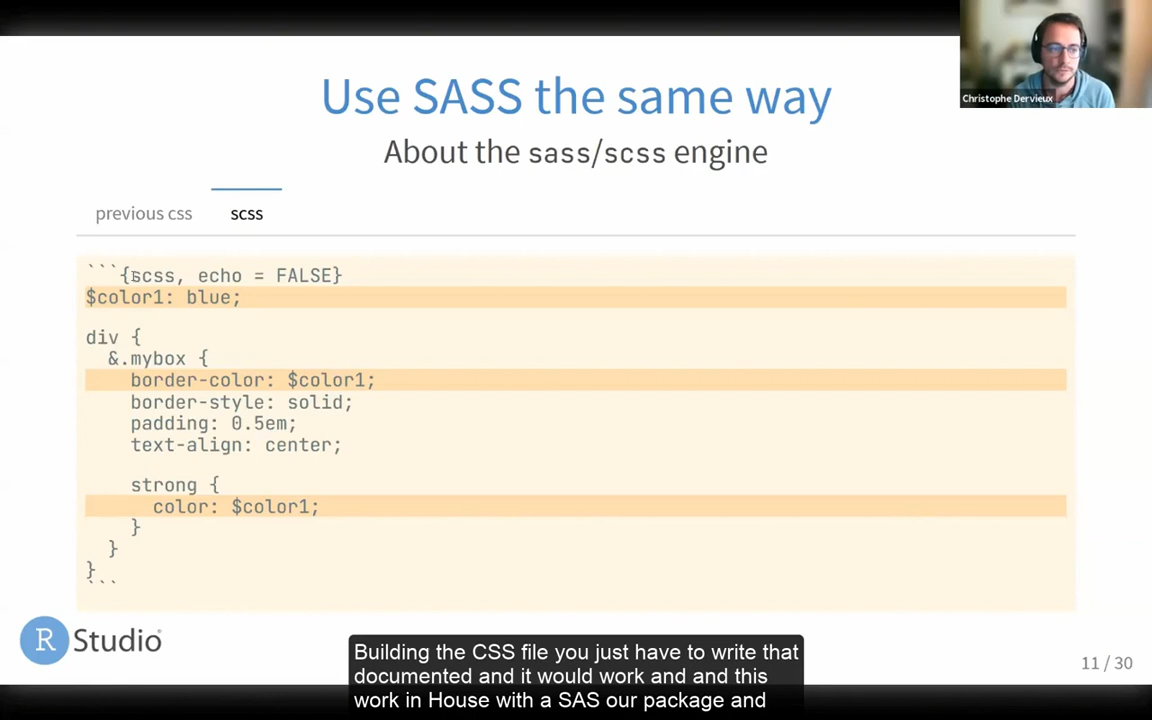 Use SASS the same way
About the sass/scss engine
Christophe Dervieux
previous css
scss
```{scss, echo = FALSE}
$color1: blue;
div {
&.mybox {
border-color: $color1;
border-style: solid;
padding: 0.5em;
text-align: center;
strong {
color: $color1;
}
}
}
```
R Studio
11 / 30
Building the CSS file you just have to write that
documented and it would work and and this
work in House with a SAS our package and